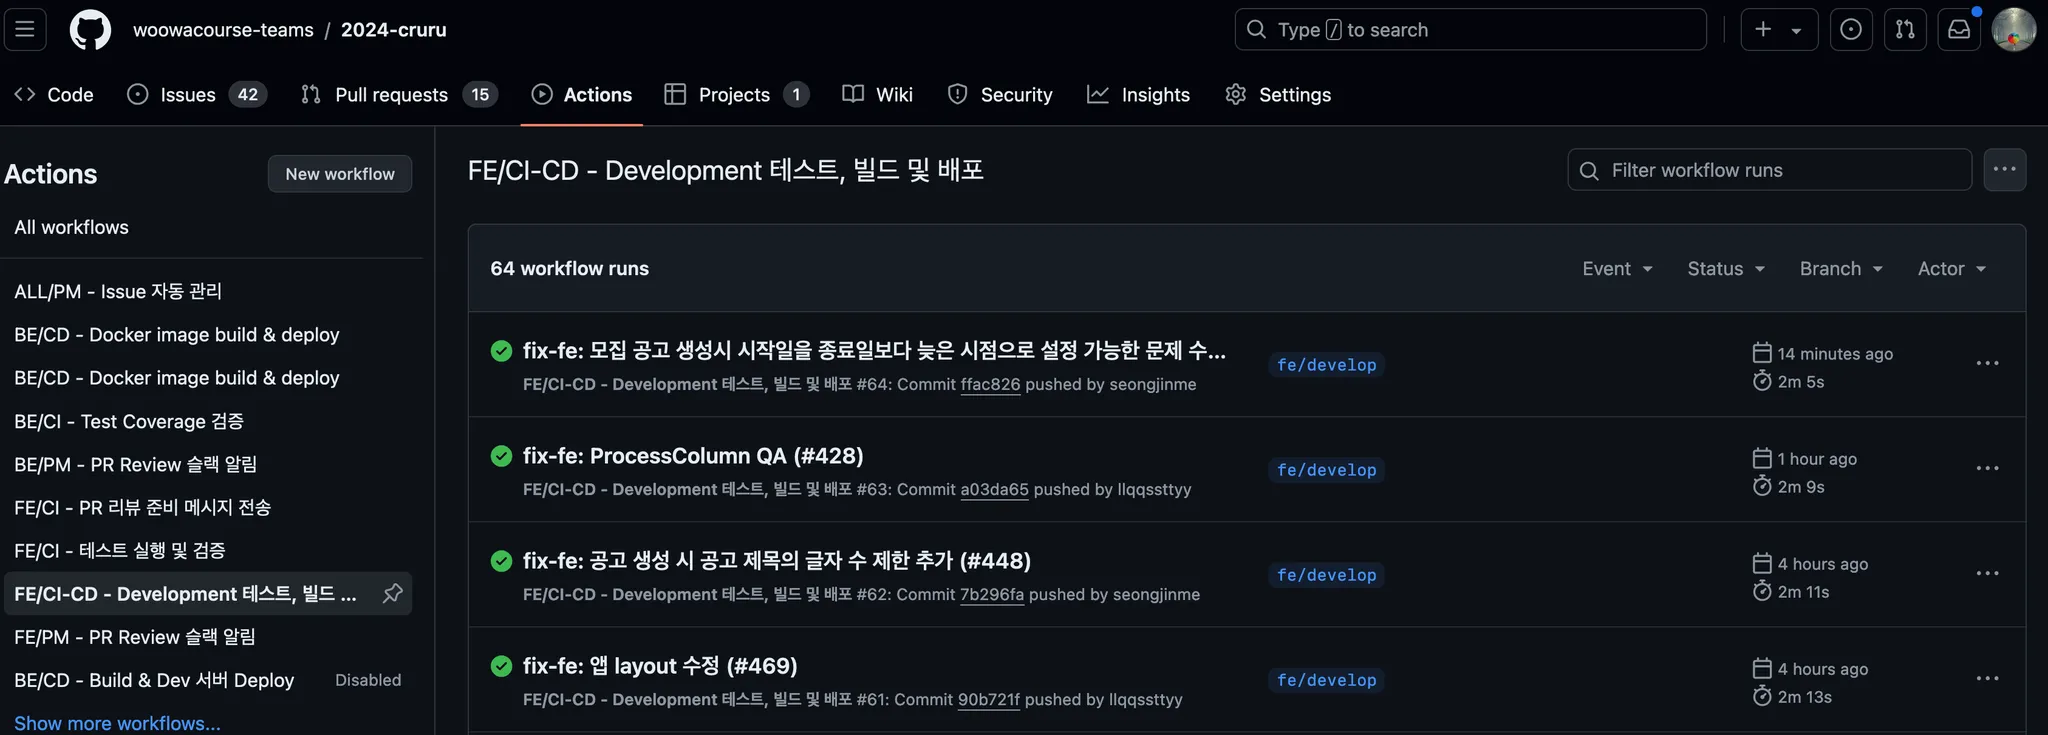 woowacourse-teams / 2024-cruru
Type / to search
Code
Issues 42
Pull requests 15
Actions
Projects 1
Wiki
Security
Insights
Settings
Actions
New workflow
All workflows
ALL/PM - Issue 자동 관리
BE/CD - Docker image build & deploy
BE/CD - Docker image build & deploy
BE/CI - Test Coverage 검증
BE/PM - PR Review 슬랙 알림
FE/CI - PR 리뷰 준비 메시지 전송
FE/CI - 테스트 실행 및 검증
FE/CI-CD - Development 테스트, 빌드 ...
FE/PM - PR Review 슬랙 알림
BE/CD - Build & Dev 서버 Deploy Disabled
Show more workflows...
FE/CI-CD - Development 테스트, 빌드 및 배포
Filter workflow runs
64 workflow runs
Event
Status
Branch
Actor
fix-fe: 모집 공고 생성시 시작일을 종료일보다 늦은 시점으로 설정 가능한 문제 수...
FE/CI-CD - Development 테스트, 빌드 및 배포 #64: Commit ffac826 pushed by seongjinme
fe/develop
14 minutes ago
2m 5s
fix-fe: ProcessColumn QA (#428)
FE/CI-CD - Development 테스트, 빌드 및 배포 #63: Commit a03da65 pushed by llqqssttyy
fe/develop
1 hour ago
2m 9s
fix-fe: 공고 생성 시 공고 제목의 글자 수 제한 추가 (#448)
FE/CI-CD - Development 테스트, 빌드 및 배포 #62: Commit 7b296fa pushed by seongjinme
fe/develop
4 hours ago
2m 11s
fix-fe: 앱 layout 수정 (#469)
FE/CI-CD - Development 테스트, 빌드 및 배포 #61: Commit 90b721f pushed by llqqssttyy
fe/develop
4 hours ago
2m 13s